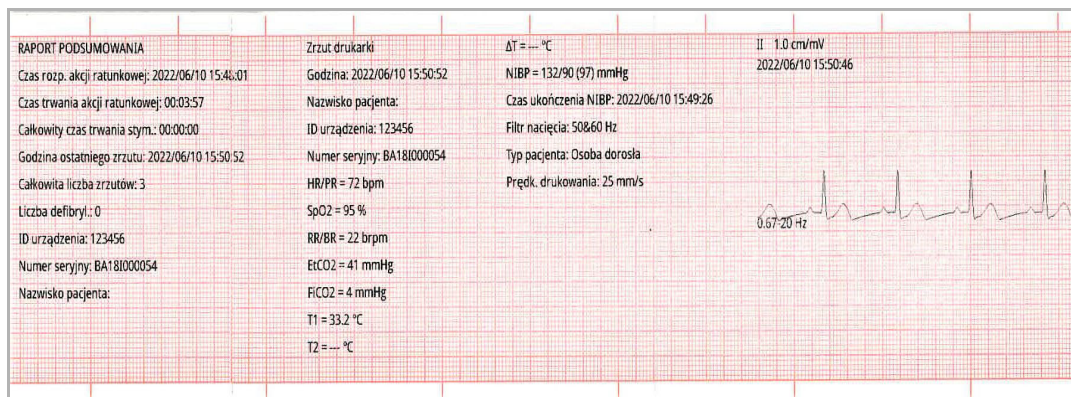 RAPORT PODSUMOWANIA
Czas rozp. akcji ratunkowej: 2022/06/10 15:46:01
Czas trwania akcji ratunkowej: 00:03:57
Całkowity czas trwania stym.: 00:00:00
Godzina ostatniego zrzutu: 2022/06/10 15:50:52
Całkowita liczba zrzutów: 3
Liczba defibryl.: 0
ID urządzenia: 123456
Numer seryjny: BA18I000054
Nazwisko pacjenta:
Zrzut drukarki
Godzina: 2022/06/10 15:50:52
Nazwisko pacjenta:
ID urządzenia: 123456
Numer seryjny: BA18I000054
HR/PR = 72 bpm
SpO2 = 95 %
RR/BR = 22 brpm
EtCO2 = 41 mmHg
FiCO2 = 4 mmHg
T1 = 33.2 °C
T2 = --- °C
ΔT = --- °C
NIBP = 132/90 (97) mmHg
Czas ukończenia NIBP: 2022/06/10 15:49:26
Filtr nacięcia: 50&60 Hz
Typ pacjenta: Osoba dorosła
Prędk. drukowania: 25 mm/s
II 1.0 cm/mV
2022/06/10 15:50:46
0.67-20 Hz